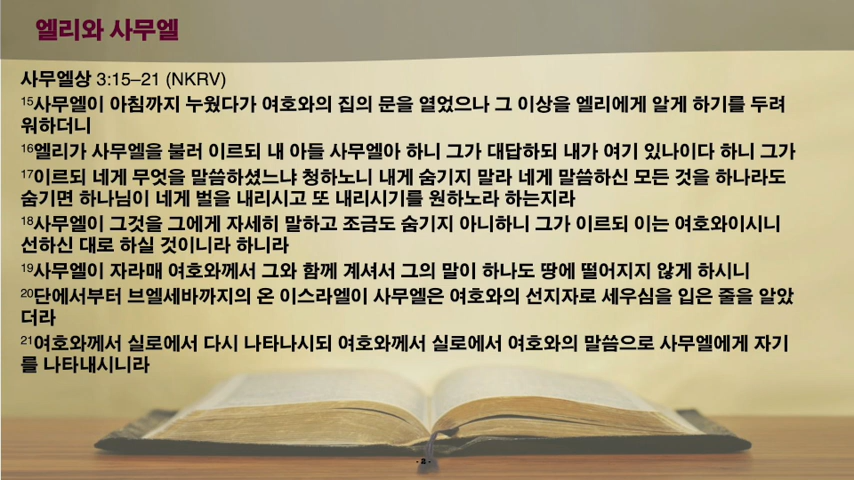 엘리와 사무엘
사무엘상 3:15–21 (NKRV)
15사무엘이 아침까지 누웠다가 여호와의 집의 문을 열었으나 그 이상을 엘리에게 알게 하기를 두려
워하더니
16엘리가 사무엘을 불러 이르되 내 아들 사무엘아 하니 그가 대답하되 내가 여기 있나이다 하니 그가
17이르되 네게 무엇을 말씀하셨느냐 청하노니 내게 숨기지 말라 네게 말씀하신 모든 것을 하나라도
숨기면 하나님이 네게 벌을 내리시고 또 내리시기를 원하노라 하는지라
18사무엘이 그것을 그에게 자세히 말하고 조금도 숨기지 아니하니 그가 이르되 이는 여호와이시니
선하신 대로 하실 것이니라 하니라
19사무엘이 자라매 여호와께서 그와 함께 계셔서 그의 말이 하나도 땅에 떨어지지 않게 하시니
20단에서부터 브엘세바까지의 온 이스라엘이 사무엘은 여호와의 선지자로 세우심을 입은 줄을 알았
더라
21여호와께서 실로에서 다시 나타나시되 여호와께서 실로에서 여호와의 말씀으로 사무엘에게 자기
를 나타내시니라
- 2 -